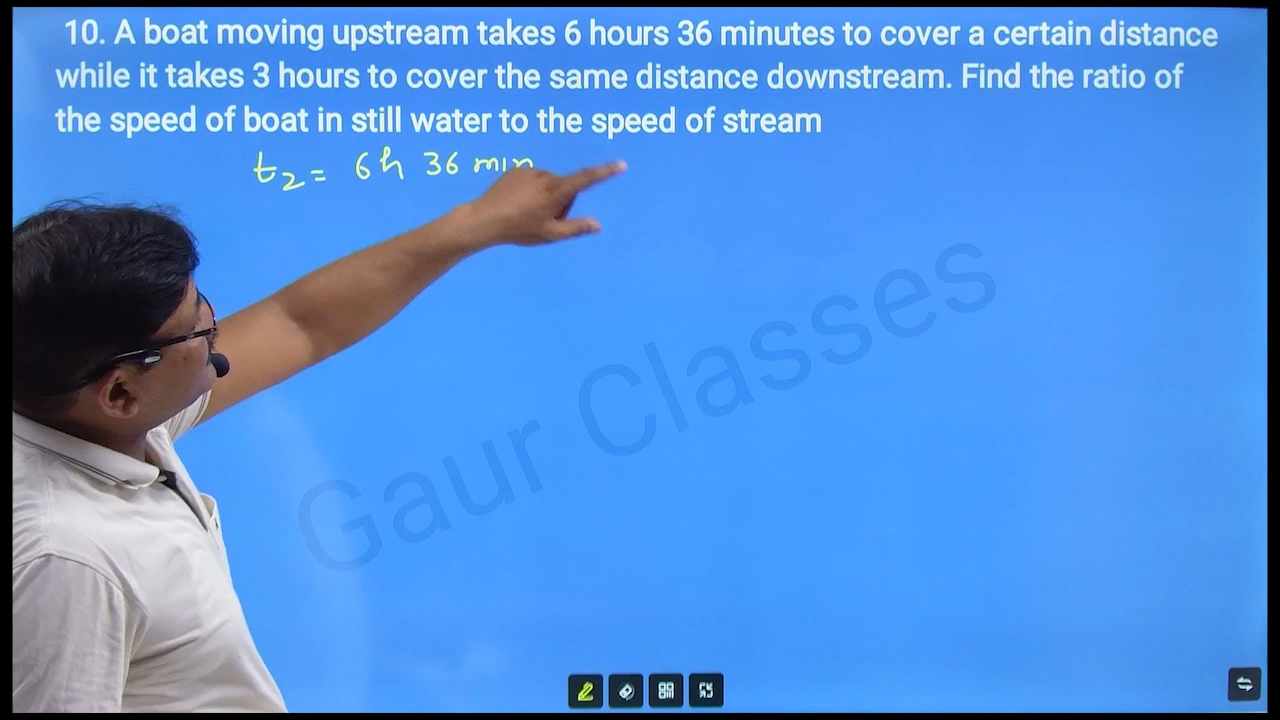 10. A boat moving upstream takes 6 hours 36 minutes to cover a certain distance
while it takes 3 hours to cover the same distance downstream. Find the ratio of
the speed of boat in still water to the speed of stream
t₂ = 6h 36 min
Gaur Classes